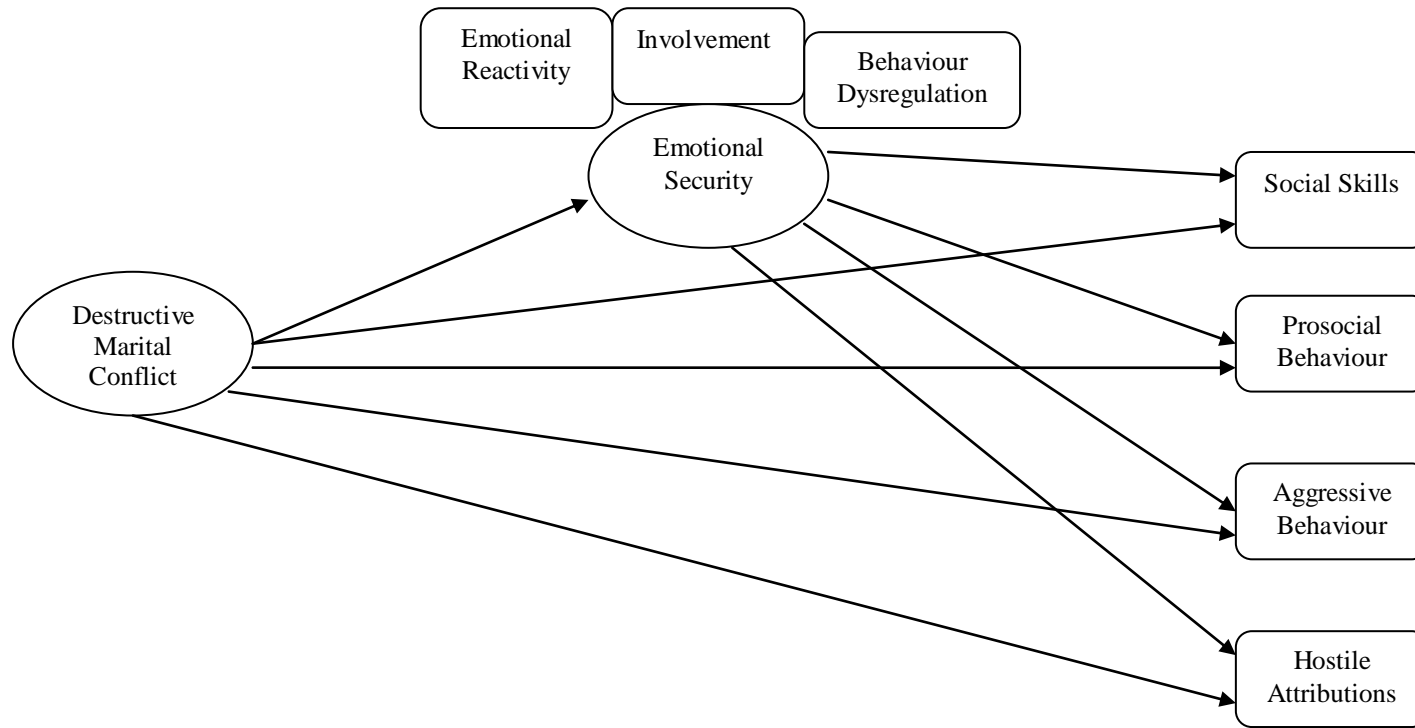 Emotional
Reactivity
Involvement
Behaviour
Dysregulation
Emotional
Security
Social Skills
Destructive
Marital
Conflict
Prosocial
Behaviour
Aggressive
Behaviour
Hostile
Attributions